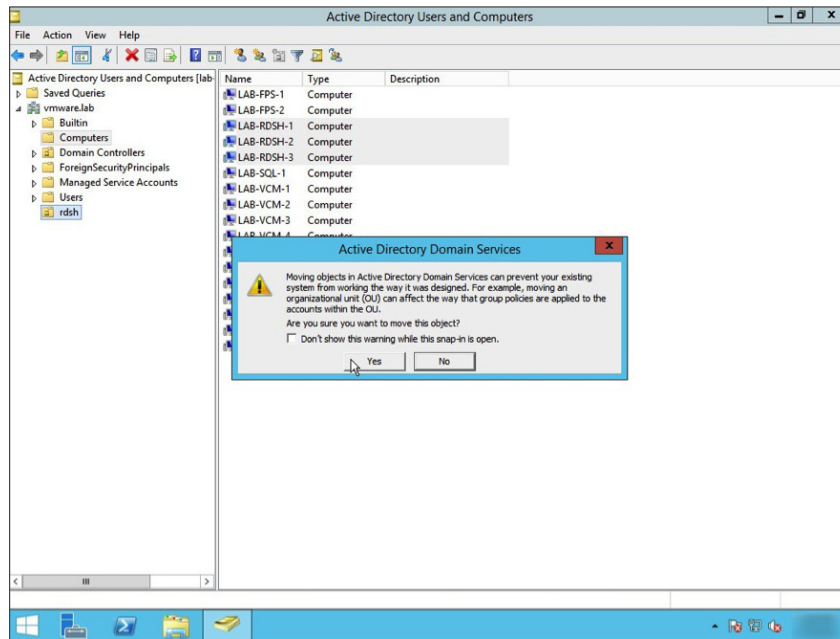 Active Directory Users and Computers
File Action View Help
Active Directory Users and Computers [lab-
Saved Queries
vmware.lab
Builtin
Computers
Domain Controllers
ForeignSecurityPrincipals
Managed Service Accounts
Users
rdsh
Name Type Description
LAB-FPS-1 Computer
LAB-FPS-2 Computer
LAB-RDSH-1 Computer
LAB-RDSH-2 Computer
LAB-RDSH-3 Computer
LAB-SQL-1 Computer
LAB-VCM-1 Computer
LAB-VCM-2 Computer
LAB-VCM-3 Computer
LAB-VCM-4 Computer
Active Directory Domain Services
Moving objects in Active Directory Domain Services can prevent your existing
system from working the way it was designed. For example, moving an
organizational unit (OU) can affect the way that group policies are applied to the
accounts within the OU.
Are you sure you want to move this object?
Don't show this warning while this snap-in is open.
Yes No